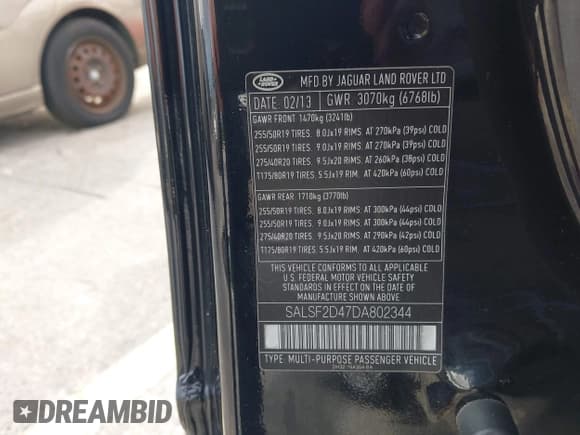 LAND ROVER
MFD BY JAGUAR LAND ROVER LTD
DATE: 02/13 GWR. 3070kg (6768lb)
GAWR FRONT 1470kg (3241lb)
255/50R19 TIRES. 8.0Jx19 RIMS. AT 270kPa (39psi) COLD
255/50R19 TIRES. 9.0Jx19 RIMS. AT 270kPa (39psi) COLD
275/40R20 TIRES. 9.5Jx20 RIMS. AT 260kPa (38psi) COLD
T175/80R19 TIRES. 5.5Jx19 RIM. AT 420kPa (60psi) COLD
GAWR REAR 1710kg (3770lb)
255/50R19 TIRES. 8.0Jx19 RIMS. AT 300kPa (44psi) COLD
255/50R19 TIRES. 9.0Jx19 RIMS. AT 300kPa (44psi) COLD
275/40R20 TIRES. 9.5Jx20 RIMS. AT 290kPa (42psi) COLD
T175/80R19 TIRES. 5.5Jx19 RIM. AT 420kPa (60psi) COLD
THIS VEHICLE CONFORMS TO ALL APPLICABLE
U.S. FEDERAL MOTOR VEHICLE SAFETY
STANDARDS IN EFFECT ON THE DATE OF
MANUFACTURE SHOWN ABOVE.
SALSF2D47DA802344
TYPE: MULTI-PURPOSE PASSENGER VEHICLE
DREAMBID